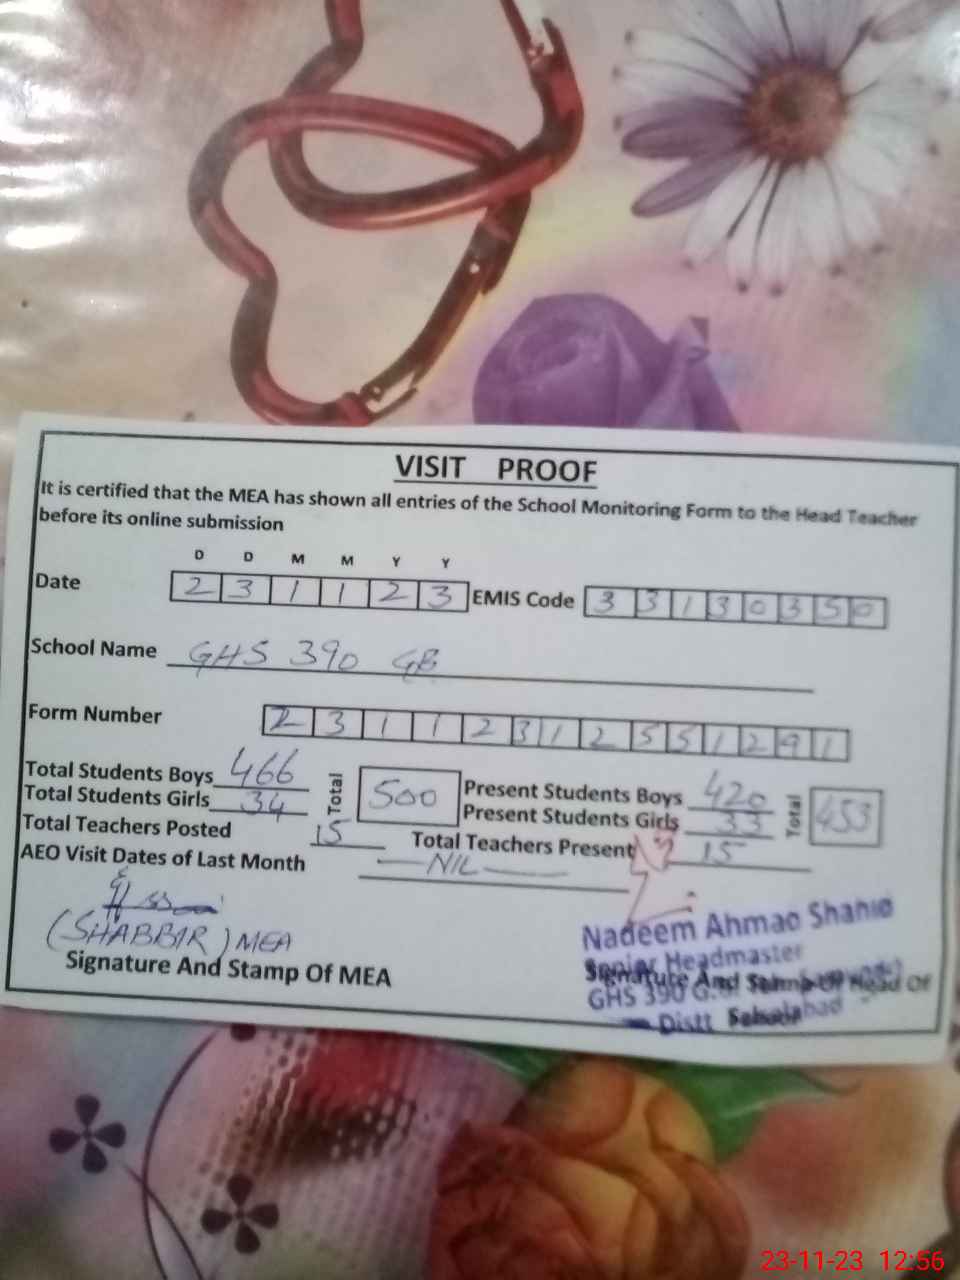 VISIT PROOF
It is certified that the MEA has shown all entries of the School Monitoring Form to the Head Teacher
before its online submission
D D M M Y Y
Date 2 3 1 1 2 3 EMIS Code 3 3 1 3 0 3 5 0
School Name GHS 390 GB
Form Number 2 3 1 1 2 3 1 2 5 5 1 2 9 1
Total Students Boys 466 Total 500 Present Students Boys 420 Total 453
Total Students Girls 34 Present Students Girls 33
Total Teachers Posted 15 Total Teachers Present 15
AEO Visit Dates of Last Month NIL
(SHABBIR) MEA
Signature And Stamp Of MEA
Nadeem Ahmad Shahid
Senior Headmaster
Signature And Stamp Of Head Of
GHS 390 G.B.
Distt Faisalabad
School
23-11-23 12:56